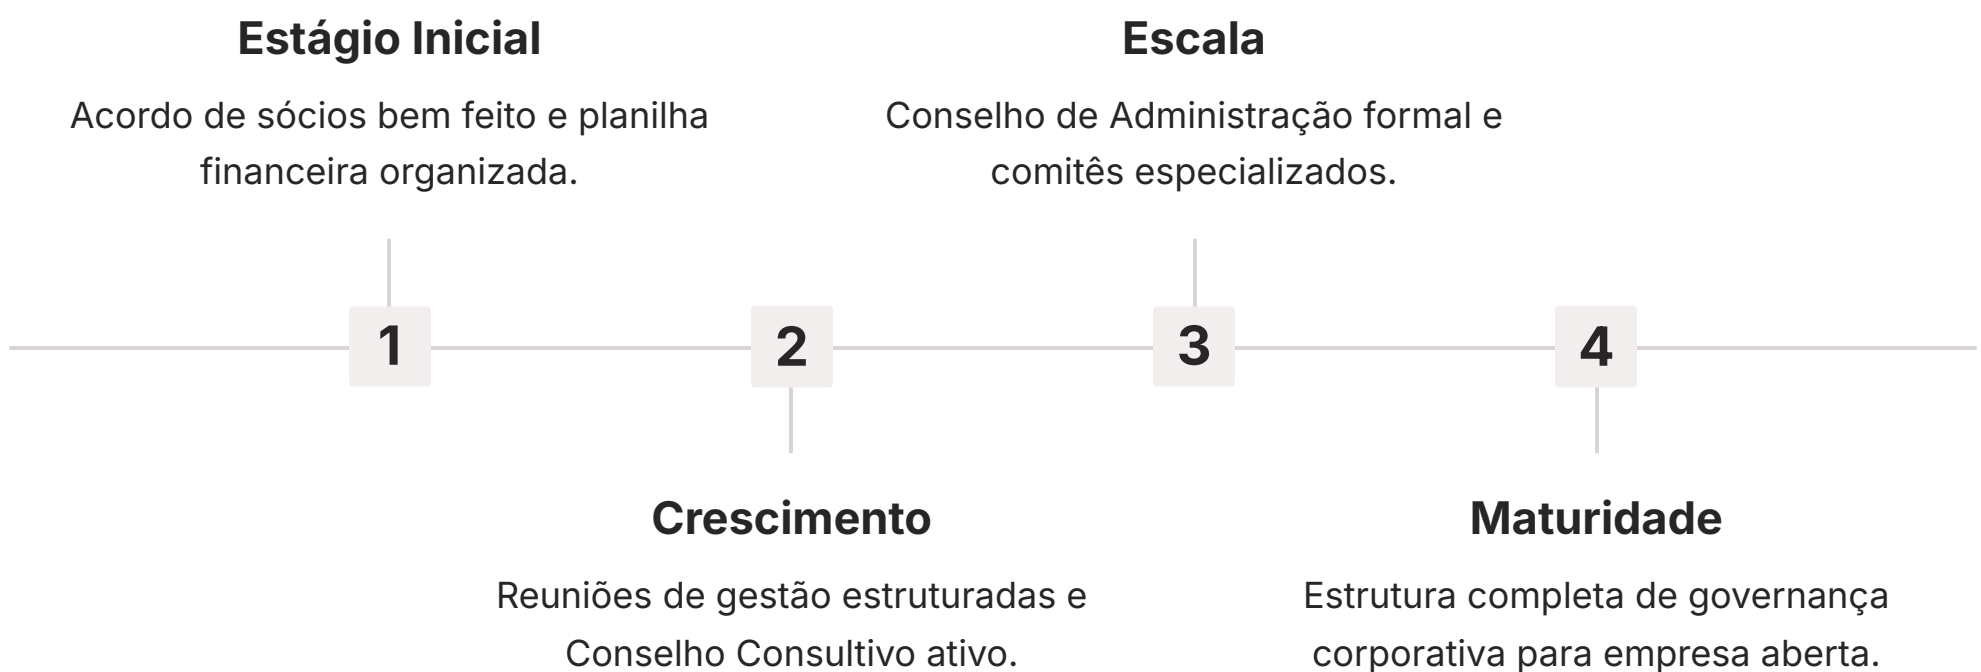 Estágio Inicial
Acordo de sócios bem feito e planilha
financeira organizada.
1
2
Crescimento
Reuniões de gestão estruturadas e
Conselho Consultivo ativo.
Escala
Conselho de Administração formal e
comitês especializados.
3
4
Maturidade
Estrutura completa de governança
corporativa para empresa aberta.